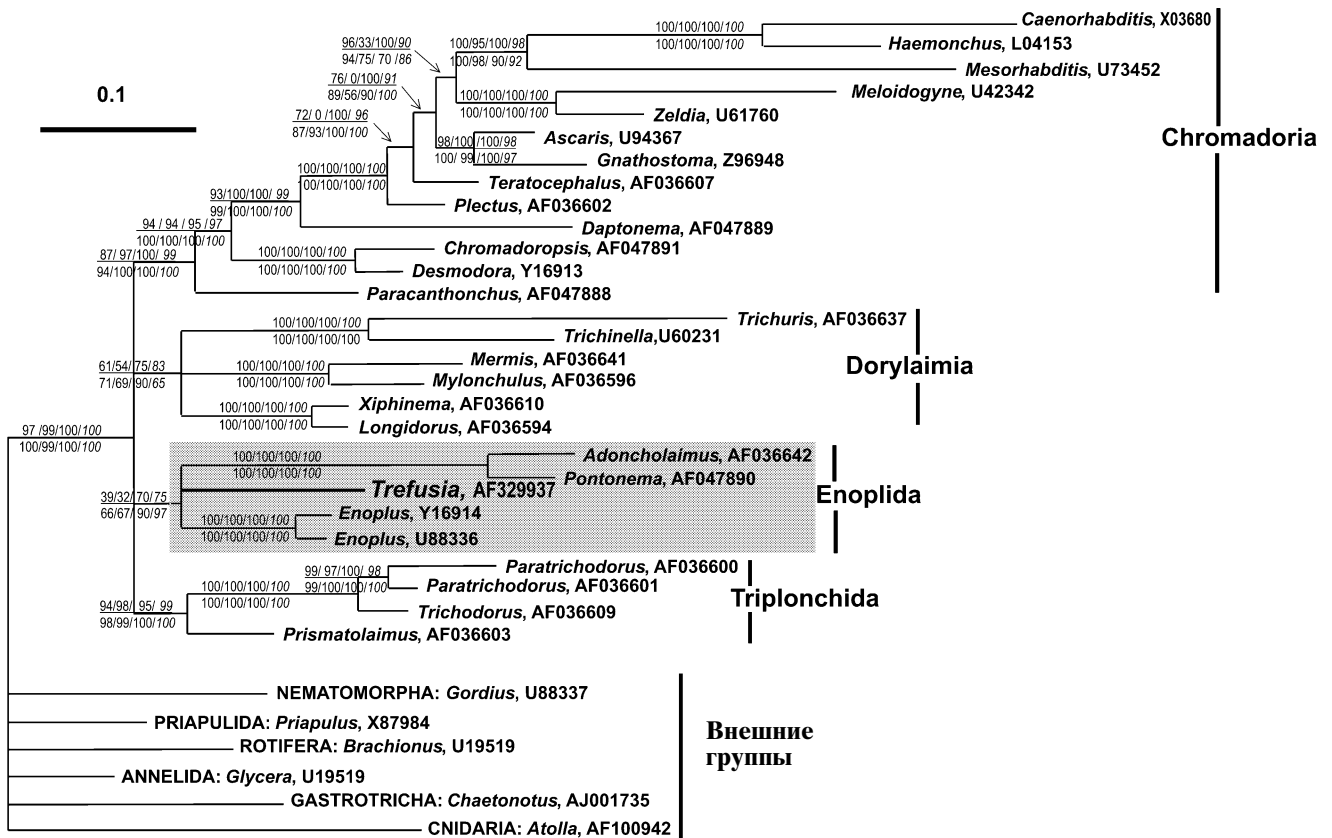 Caenorhabditis, X03680
96/33/100/90
94/75/ 70 /86
100/95/100/98
100/98/ 90/92
100/100/100/100
100/100/100/100
Haemonchus, L04153
Mesorhabditis, U73452
76/ 0/100/91
89/56/90/100
0.1
100/100/100/100
100/100/100/100
Meloidogyne, U42342
Zeldia, U61760
72/ 0 /100/ 96
87/93/100/100
Ascaris, U94367
98/100 /100/98
100/ 99 /100/97
Chromadoria
Gnathostoma, Z96948
100/100/100/100
100/100/100/100
Teratocephalus, AF036607
93/100/100/ 99
99/100/100/100
Plectus, AF036602
94 / 94 / 95 /97
100/100/100/100
Daptonema, AF047889
87/ 97/100/ 99
94/100/100/100
100/100/100/100
100/100/100/100
Chromadoropsis, AF047891
Desmodora, Y16913
Paracanthonchus, AF047888
100/100/100/100
100/100/100/100
Trichuris, AF036637
Trichinella,U60231
61/54/ 75/83
71/69/ 90/65
100/100/100/100
100/100/100/100
Mermis, AF036641
Dorylaimia
Mylonchulus, AF036596
100/100/100/100
100/100/100/100
Xiphinema, AF036610
Longidorus, AF036594
97 /99/100/100
100/99/100/100
100/100/100/100
100/100/100/100
Adoncholaimus, AF036642
Pontonema, AF047890
39/32/ 70/ 75
66/67/ 90/97
Trefusia, AF329937
Enoplida
100/100/100/100
100/100/100/100
Enoplus, Y16914
Enoplus, U88336
99/ 97/100/ 98
99/100/100/100
Paratrichodorus, AF036600
100/100/100/100
100/100/100/100
Paratrichodorus, AF036601
Triplonchida
94/98/ 95/ 99
98/99/100/100
Trichodorus, AF036609
Prismatolaimus, AF036603
NEMATOMORPHA: Gordius, U88337
PRIAPULIDA: Priapulus, X87984
ROTIFERA: Brachionus, U19519
Внешние
группы
ANNELIDA: Glycera, U19519
GASTROTRICHA: Chaetonotus, AJ001735
CNIDARIA: Atolla, AF100942